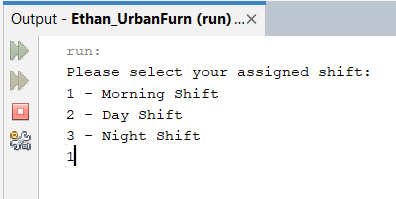 Output - Ethan_UrbanFurn (run) ...×
run:
Please select your assigned shift:
1 - Morning Shift
2 - Day Shift
3 - Night Shift
1